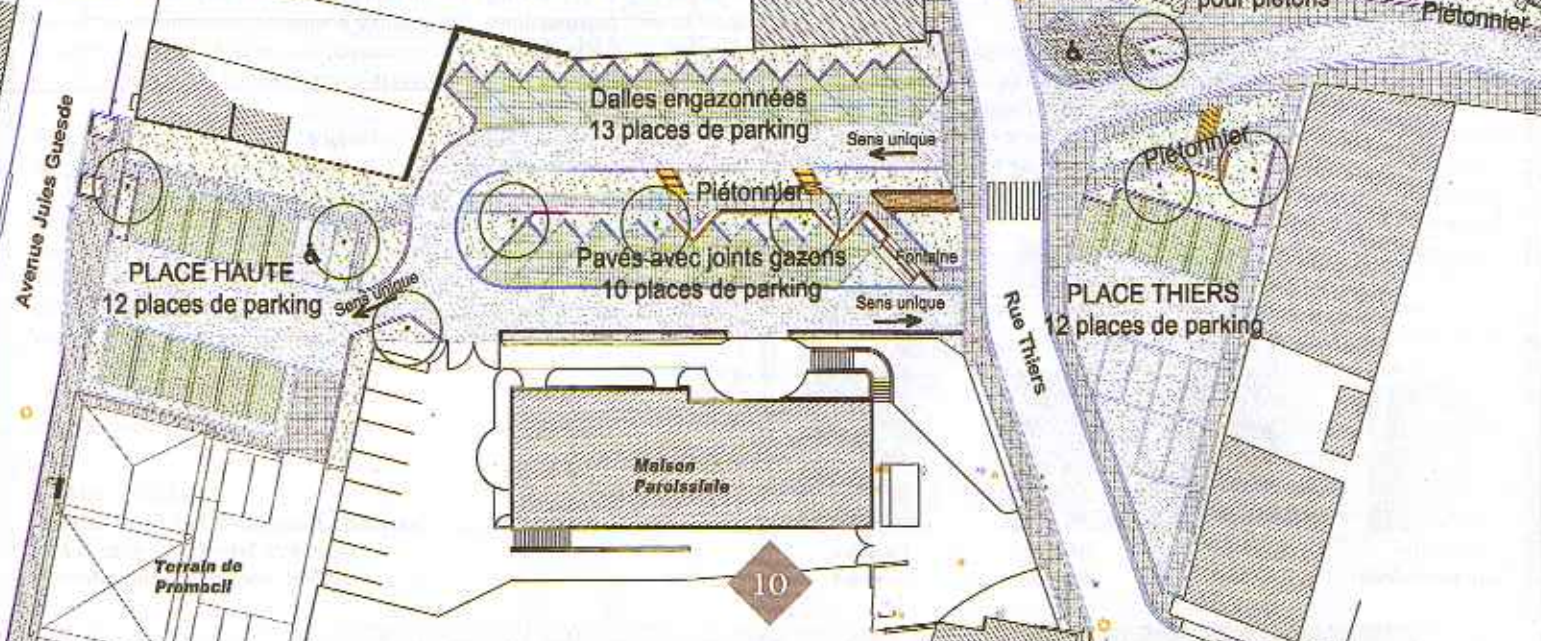 pour piétons
Piétonnier
Avenue Jules Guesde
Dalles engazonnées
13 places de parking
Sens unique
Piétonnier
Piétonnier
PLACE HAUTE
12 places de parking
Sens unique
Pavés avec joints gazons
10 places de parking
Fontaine
Sens unique
Rue Thiers
PLACE THIERS
12 places de parking
Maison
Paroissiale
Terrain de
Promocil
10